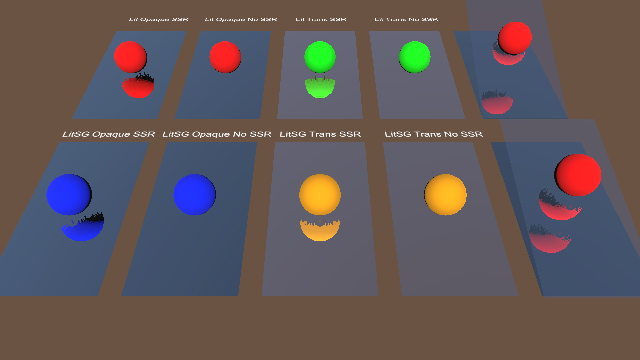 Lit Opaque SSR
Lit Opaque No SSR
Lit Trans SSR
Lit Trans No SSR
LitSG Opaque SSR
LitSG Opaque No SSR
LitSG Trans SSR
LitSG Trans No SSR